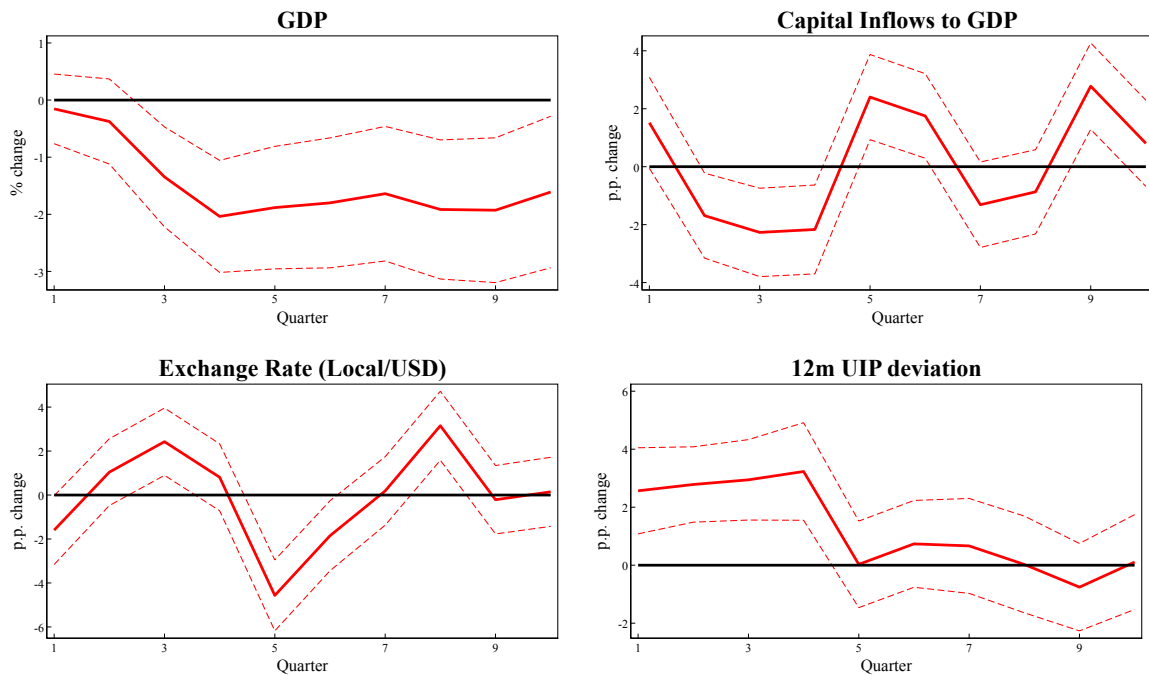 GDP
1
0
-1
-2
-3
% change
1 3 5 7 9
Quarter
Capital Inflows to GDP
4
2
0
-2
-4
p.p. change
1 3 5 7 9
Quarter
Exchange Rate (Local/USD)
4
2
0
-2
-4
-6
p.p. change
1 3 5 7 9
Quarter
12m UIP deviation
6
4
2
0
-2
p.p. change
1 3 5 7 9
Quarter